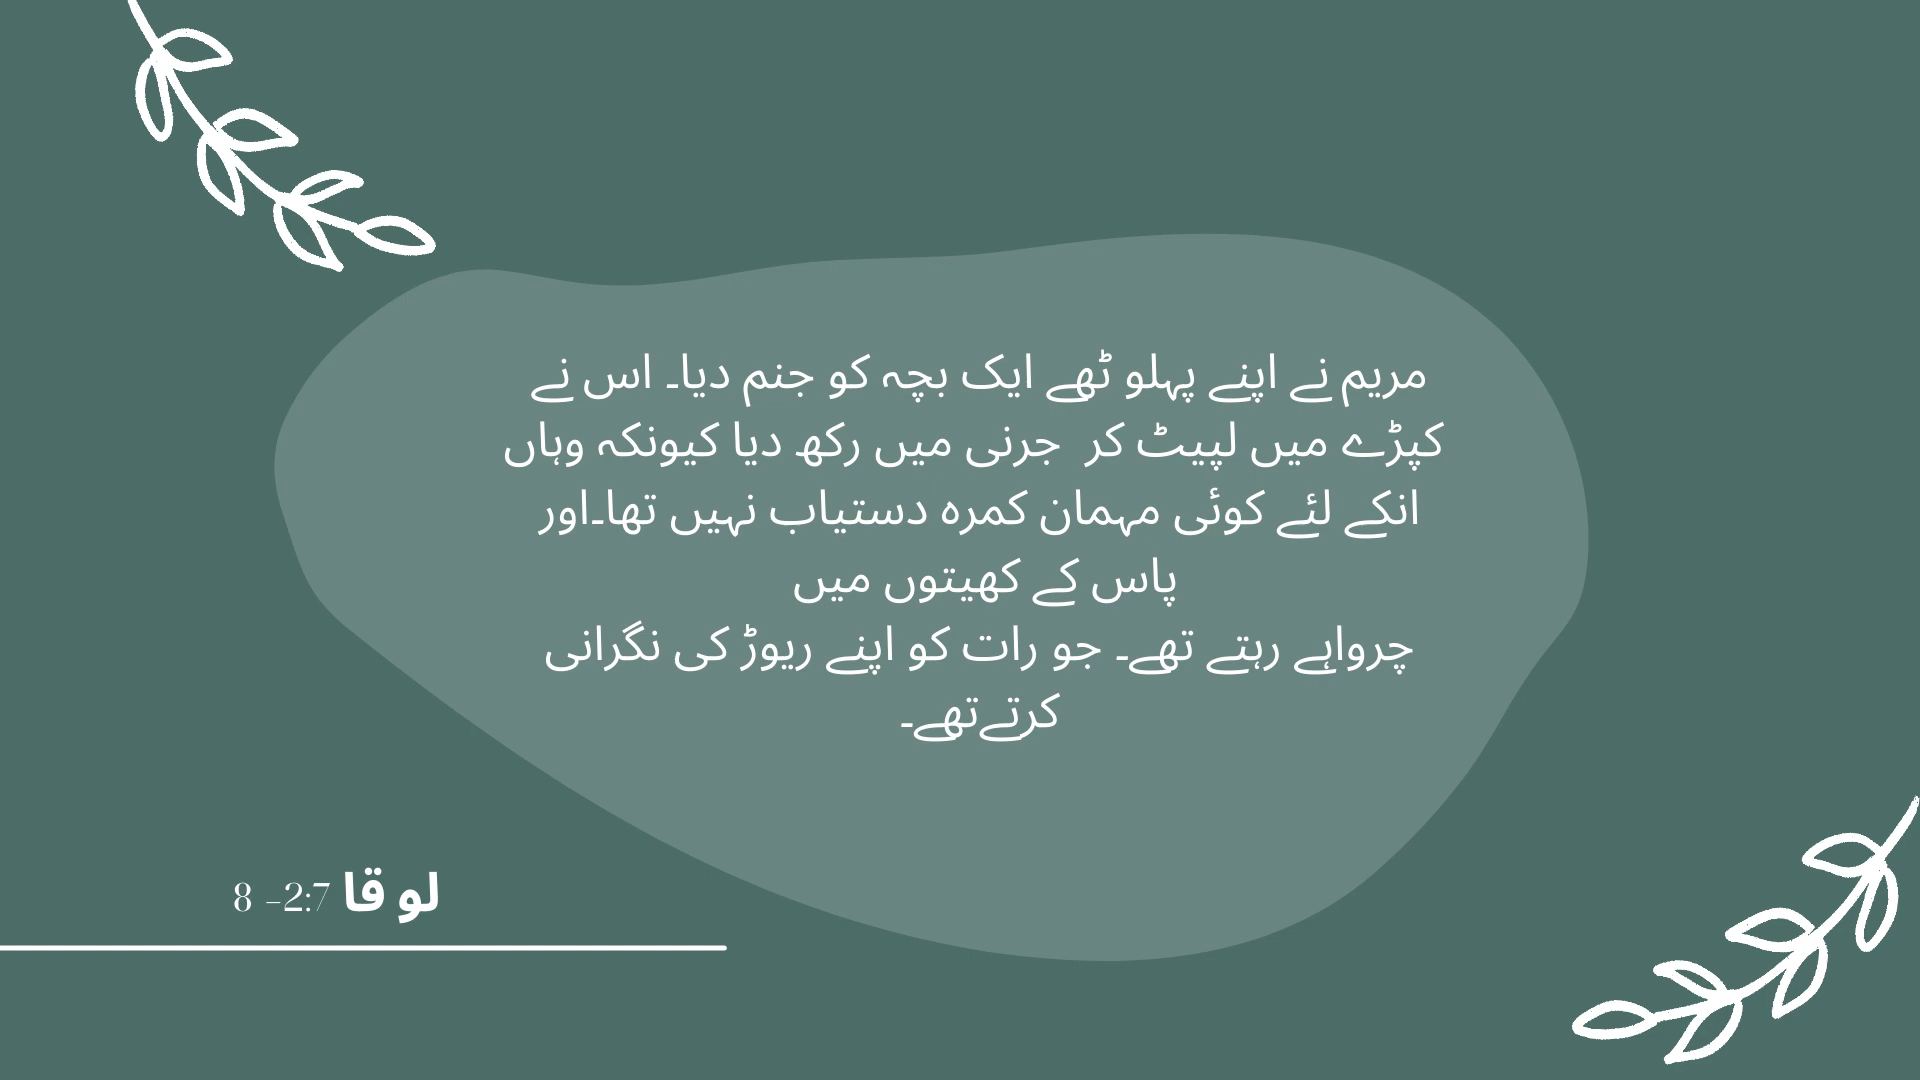 مریم نے اپنے پہلو ٹھے ایک بچہ کو جنم دیا۔ اس نے
کپڑے میں لپیٹ کر جرنی میں رکھ دیا کیونکہ وہاں
انکے لئے کوئی مہمان کمرہ دستیاب نہیں تھا۔اور
پاس کے کھیتوں میں
چرواہے رہتے تھے۔ جو رات کو اپنے ریوڑ کی نگرانی
کرتےتھے۔
لو قا 2:7– 8